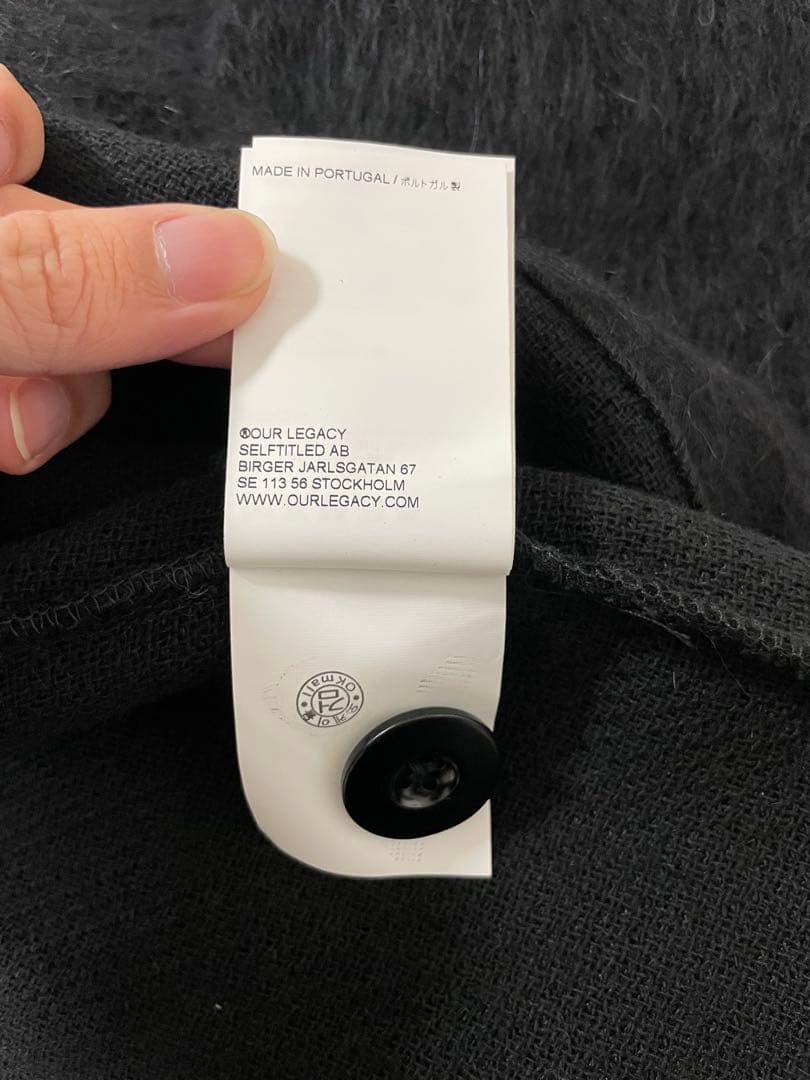 MADE IN PORTUGAL / ポルトガル製
®OUR LEGACY
SELFTITLED AB
BIRGER JARLSGATAN 67
SE 113 56 STOCKHOLM
WWW.OURLEGACY.COM
okmall